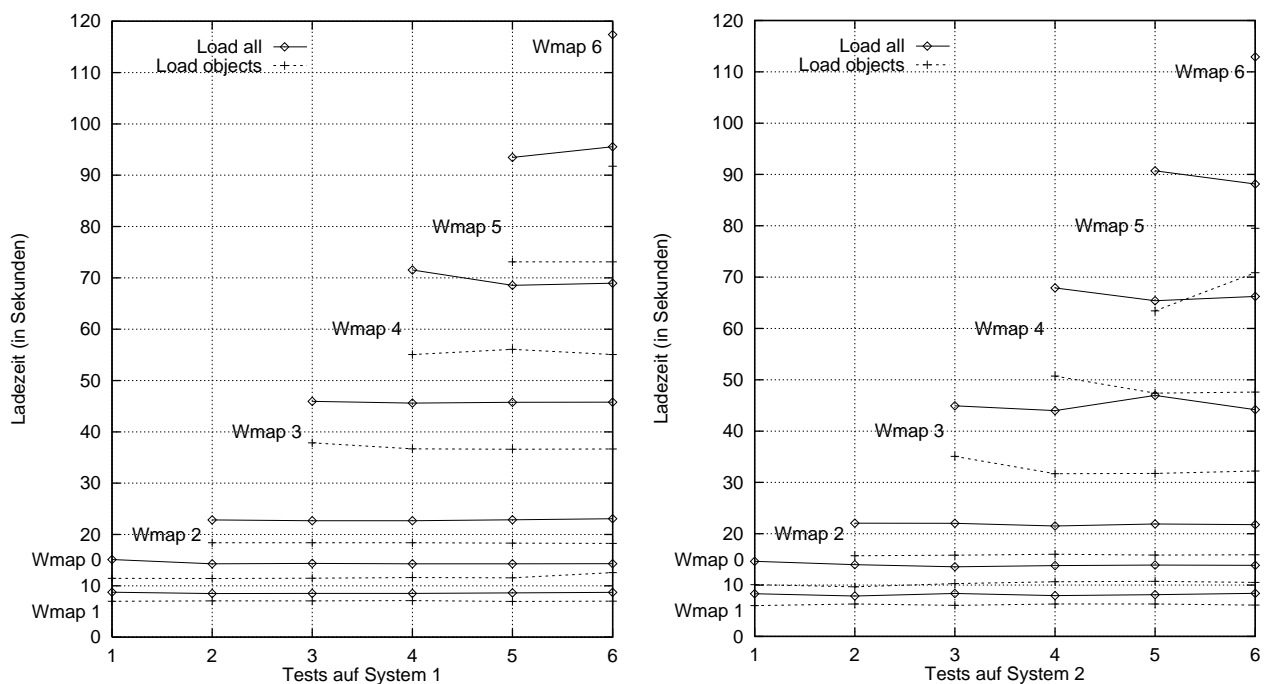 120
110
100
90
80
70
60
50
40
30
20
10
0
Ladezeit (in Sekunden)
Load all
Load objects
Wmap 6
Wmap 5
Wmap 4
Wmap 3
Wmap 2
Wmap 0
Wmap 1
1 2 3 4 5 6
Tests auf System 1
120
110
100
90
80
70
60
50
40
30
20
10
0
Ladezeit (in Sekunden)
Load all
Load objects
Wmap 6
Wmap 5
Wmap 4
Wmap 3
Wmap 2
Wmap 0
Wmap 1
1 2 3 4 5 6
Tests auf System 2